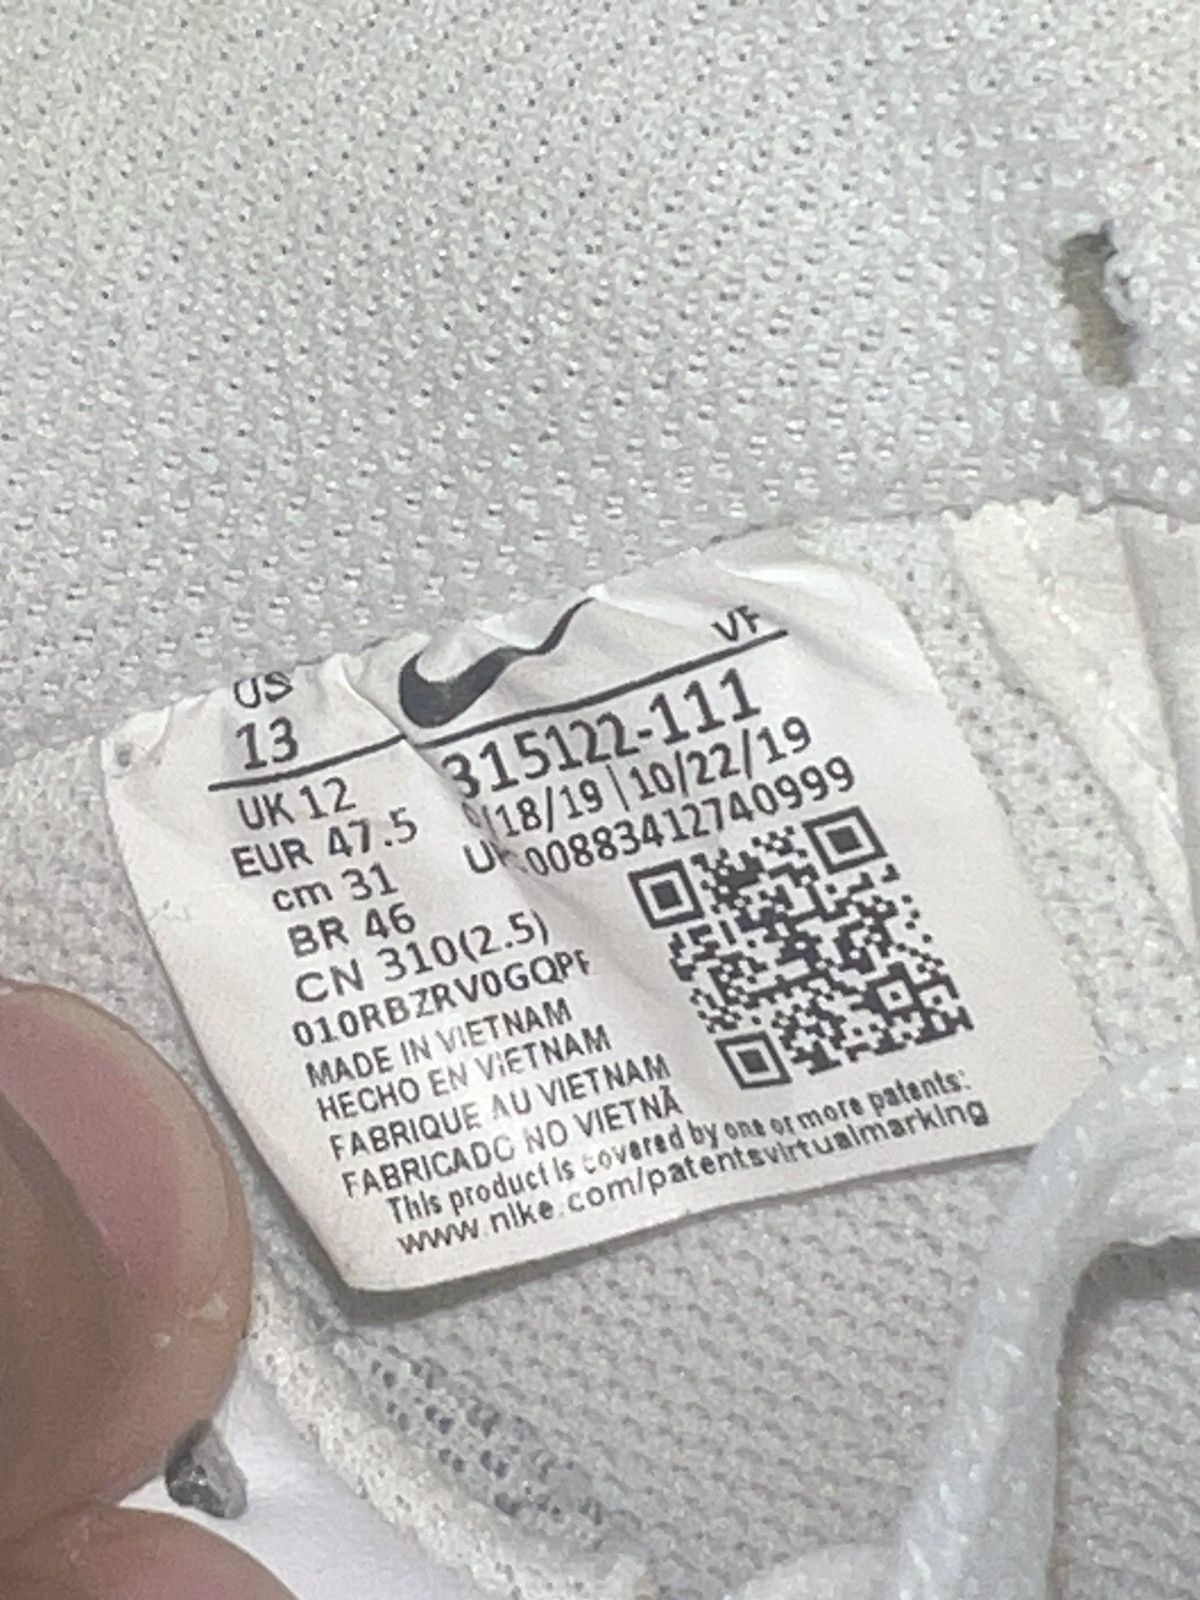 US
13
VF
UK 12
EUR 47.5
cm 31
BR 46
CN 310(2.5)
010RBZRV0GQPF
MADE IN VIETNAM
HECHO EN VIETNAM
FABRIQUE AU VIETNAM
FABRICADO NO VIETNÃ
315122-111
/18/19 | 10/22/19
00883412740999
This product is covered by one or more patents:
www.nike.com/patentsvirtualmarking